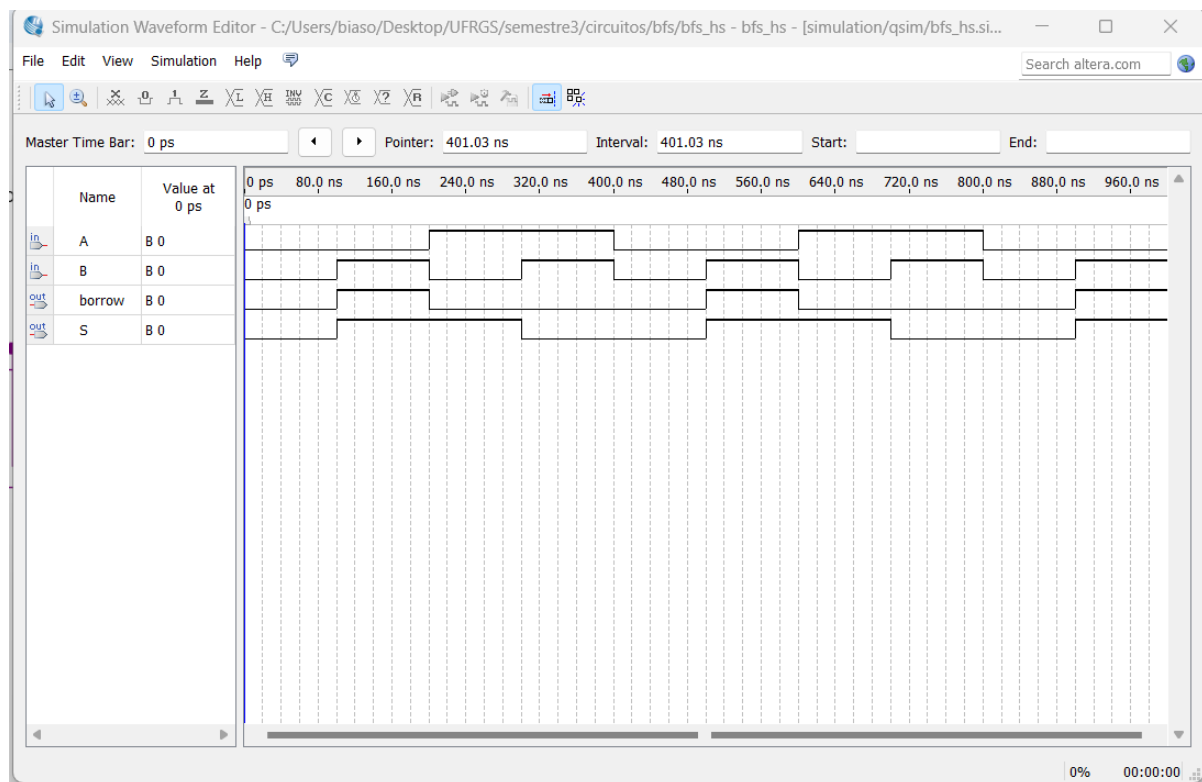 Simulation Waveform Editor - C:/Users/biaso/Desktop/UFRGS/semestre3/circuitos/bfs/bfs_hs - bfs_hs - [simulation/qsim/bfs_hs.si...
File Edit View Simulation Help
Search altera.com
Master Time Bar: 0 ps Pointer: 401.03 ns Interval: 401.03 ns Start: End:
Name Value at 0 ps
0 ps 80.0 ns 160.0 ns 240.0 ns 320.0 ns 400.0 ns 480.0 ns 560.0 ns 640.0 ns 720.0 ns 800.0 ns 880.0 ns 960.0 ns
0 ps
in A B 0
in B B 0
out borrow B 0
out S B 0
0% 00:00:00